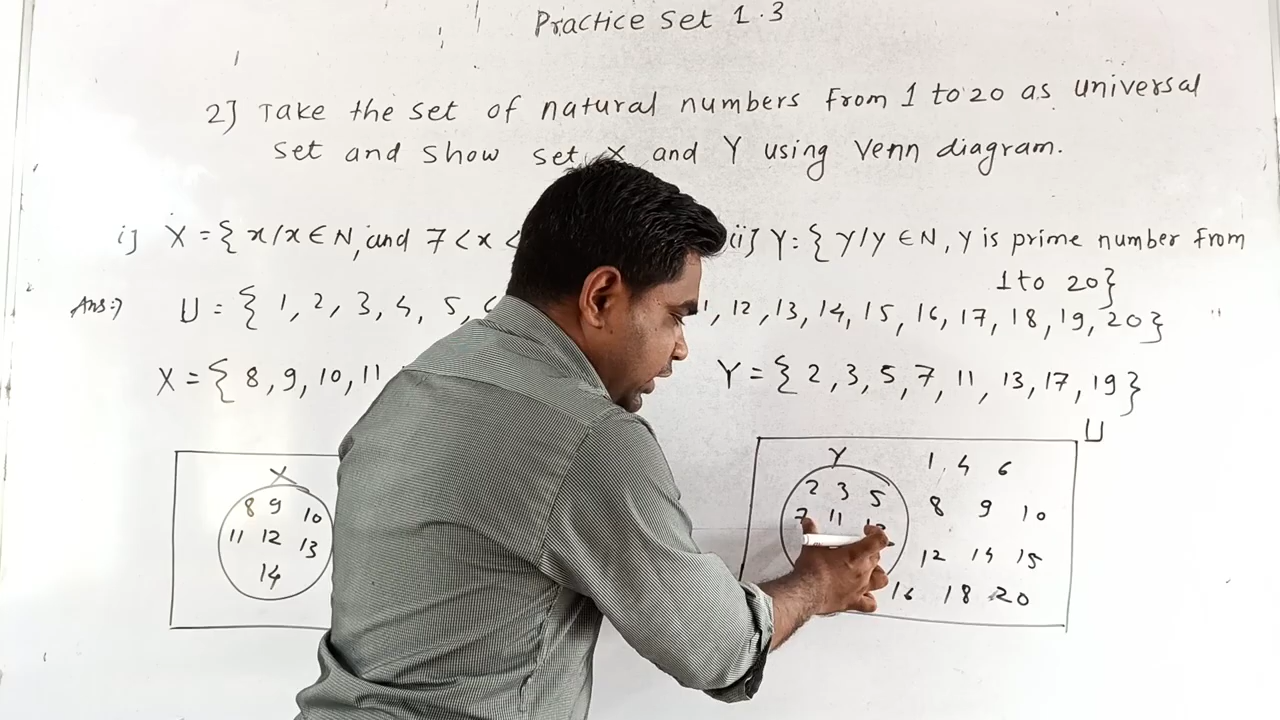 Practice Set 1.3
2] Take the set of natural numbers from 1 to 20 as universal
set and show set X and Y using Venn diagram.
i] X = { x/x ∈ N, and 7 < x <
ii] Y: { Y/y ∈ N, Y is prime number from
1 to 20}
Ans:→ U = { 1, 2, 3, 4, 5, 6 , 12, 13, 14, 15, 16, 17, 18, 19, 20}
X = { 8, 9, 10, 11
Y = { 2, 3, 5, 7, 11, 13, 17, 19}
U
X
8 9 10
11 12 13
14
Y
2 3 5
7 11 13
1, 4 6
8 9 10
12 14 15
16 18 20